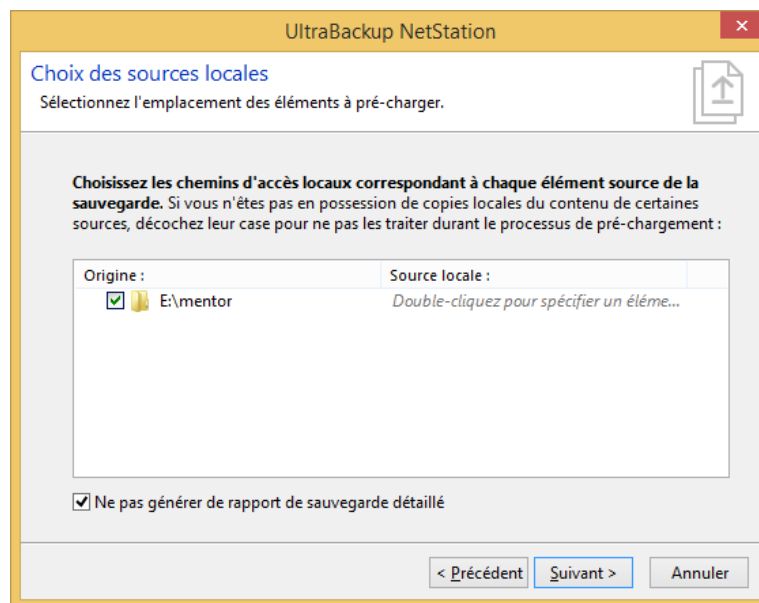 UltraBackup NetStation
Choix des sources locales
Sélectionnez l'emplacement des éléments à pré-charger.
Choisissez les chemins d'accès locaux correspondant à chaque élément source de la
sauvegarde. Si vous n'êtes pas en possession de copies locales du contenu de certaines
sources, décochez leur case pour ne pas les traiter durant le processus de pré-chargement :
Origine : Source locale :
E:\mentor Double-cliquez pour spécifier un éléme...
Ne pas générer de rapport de sauvegarde détaillé
< Précédent Suivant > Annuler